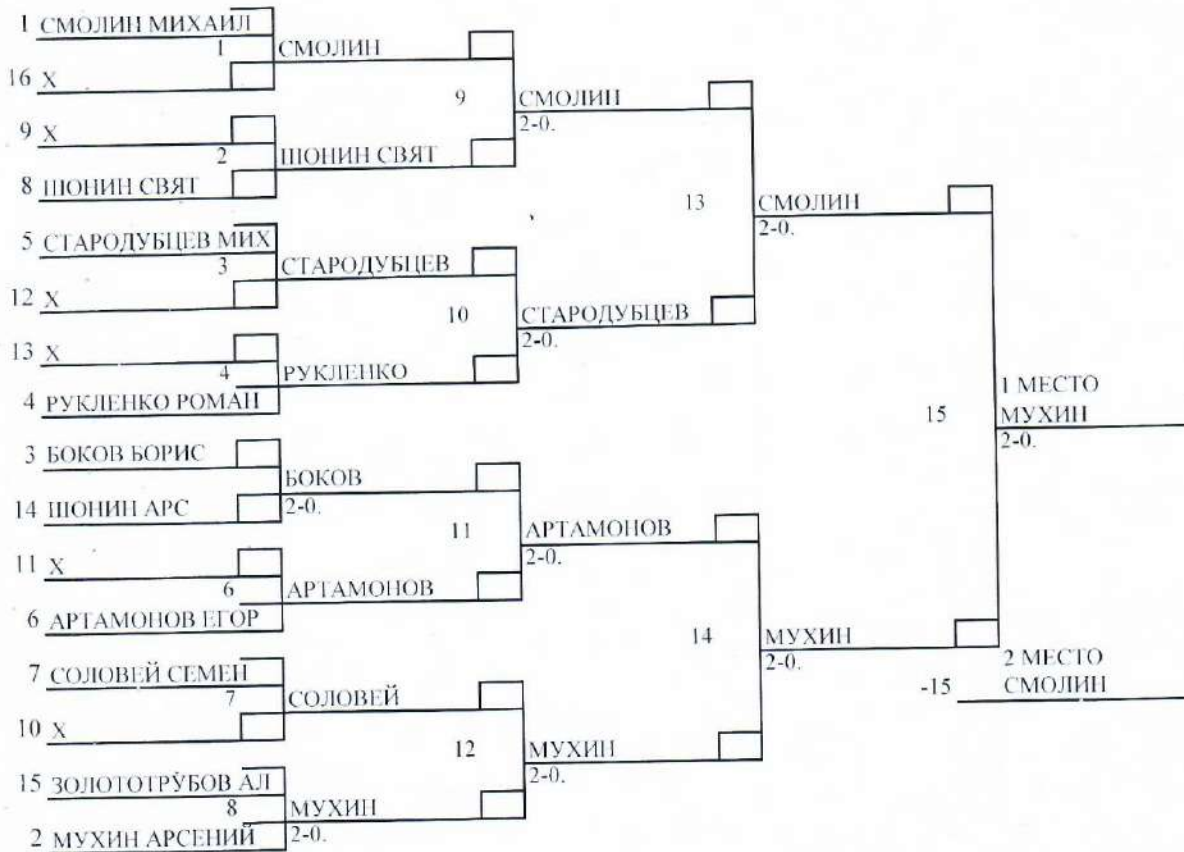 1 СМОЛИН МИХАИЛ
1
СМОЛИН
16 X
9
СМОЛИН
2-0.
9 X
2
ШОНИН СВЯТ
8 ШОНИН СВЯТ
13
СМОЛИН
2-0.
5 СТАРОДУБЦЕВ МИХ
3
СТАРОДУБЦЕВ
12 X
10
СТАРОДУБЦЕВ
2-0.
13 X
4
РУКЛЕНКО
4 РУКЛЕНКО РОМАН
15
1 МЕСТО
МУХИН
2-0.
3 БОКОВ БОРИС
БОКОВ
2-0.
14 ШОНИН АРС
11
АРТАМОНОВ
2-0.
11 X
6
АРТАМОНОВ
6 АРТАМОНОВ ЕГОР
14
МУХИН
2-0.
2 МЕСТО
-15
СМОЛИН
7 СОЛОВЕЙ СЕМЕН
7
СОЛОВЕЙ
10 X
12
МУХИН
2-0.
15 ЗОЛОТОТРУБОВ АЛ
8
МУХИН
2-0.
2 МУХИН АРСЕНИЙ